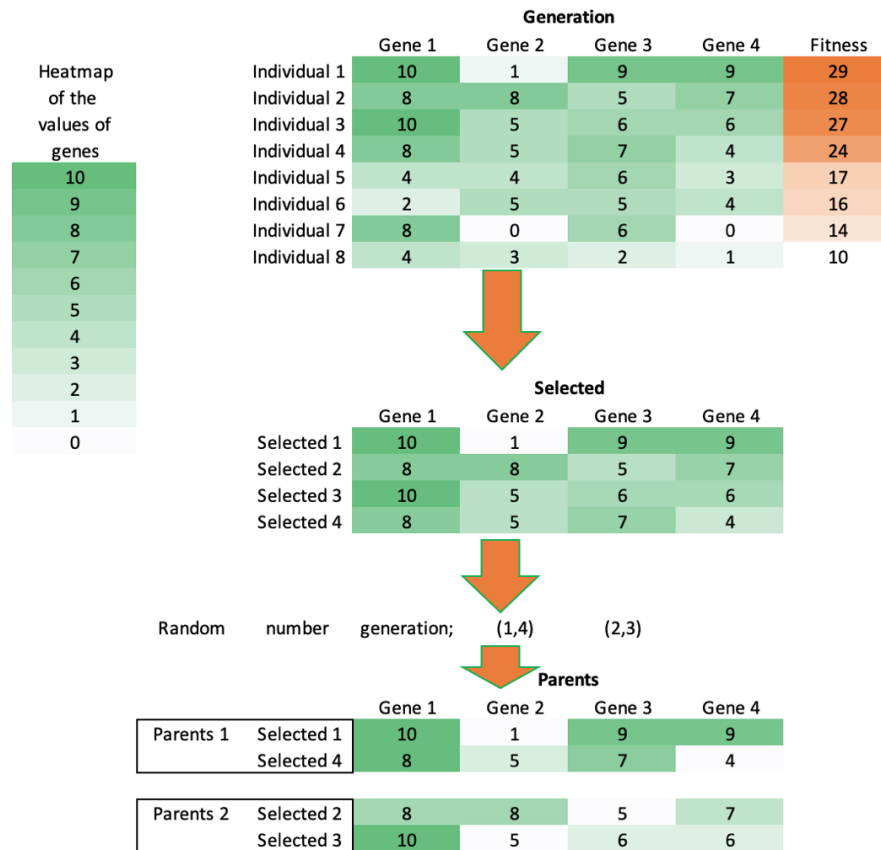 Generation
Gene 1 Gene 2 Gene 3 Gene 4 Fitness
Individual 1 10 1 9 9 29
Individual 2 8 8 5 7 28
Individual 3 10 5 6 6 27
Individual 4 8 5 7 4 24
Individual 5 4 4 6 3 17
Individual 6 2 5 5 4 16
Individual 7 8 0 6 0 14
Individual 8 4 3 2 1 10
Heatmap
of the
values of
genes
10
9
8
7
6
5
4
3
2
1
0
Selected
Gene 1 Gene 2 Gene 3 Gene 4
Selected 1 10 1 9 9
Selected 2 8 8 5 7
Selected 3 10 5 6 6
Selected 4 8 5 7 4
Random number generation; (1,4) (2,3)
Parents
Gene 1 Gene 2 Gene 3 Gene 4
Parents 1 Selected 1 10 1 9 9
Selected 4 8 5 7 4
Parents 2 Selected 2 8 8 5 7
Selected 3 10 5 6 6